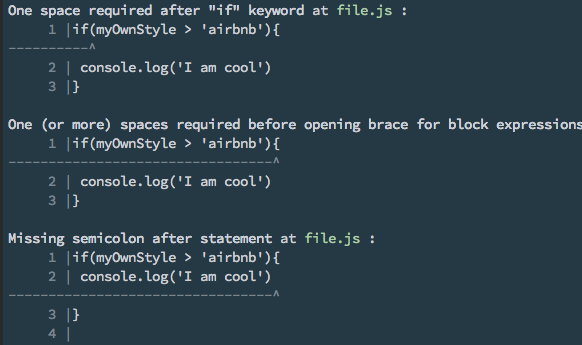 One space required after "if" keyword at file.js :
     1 |if(myOwnStyle > 'airbnb'){
----------^
     2 | console.log('I am cool')
     3 |}
One (or more) spaces required before opening brace for block expressions
     1 |if(myOwnStyle > 'airbnb'){
---------------------------------^
     2 | console.log('I am cool')
     3 |}
Missing semicolon after statement at file.js :
     1 |if(myOwnStyle > 'airbnb'){
     2 | console.log('I am cool')
---------------------------------^
     3 |}
     4 |